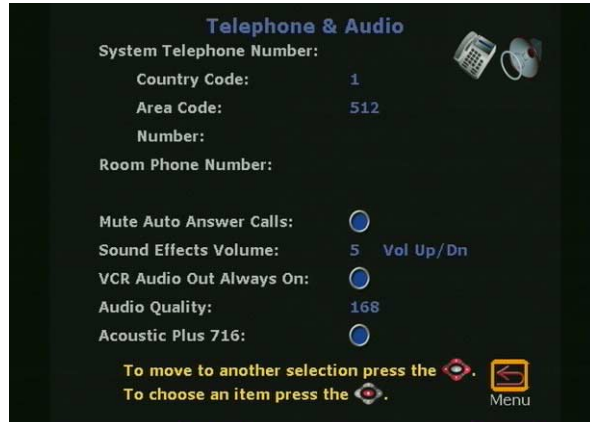 Telephone & Audio
System Telephone Number:
Country Code: 1
Area Code: 512
Number:
Room Phone Number:
Mute Auto Answer Calls:
Sound Effects Volume: 5 Vol Up/Dn
VCR Audio Out Always On:
Audio Quality: 168
Acoustic Plus 716:
To move to another selection press the .
To choose an item press the .
Menu